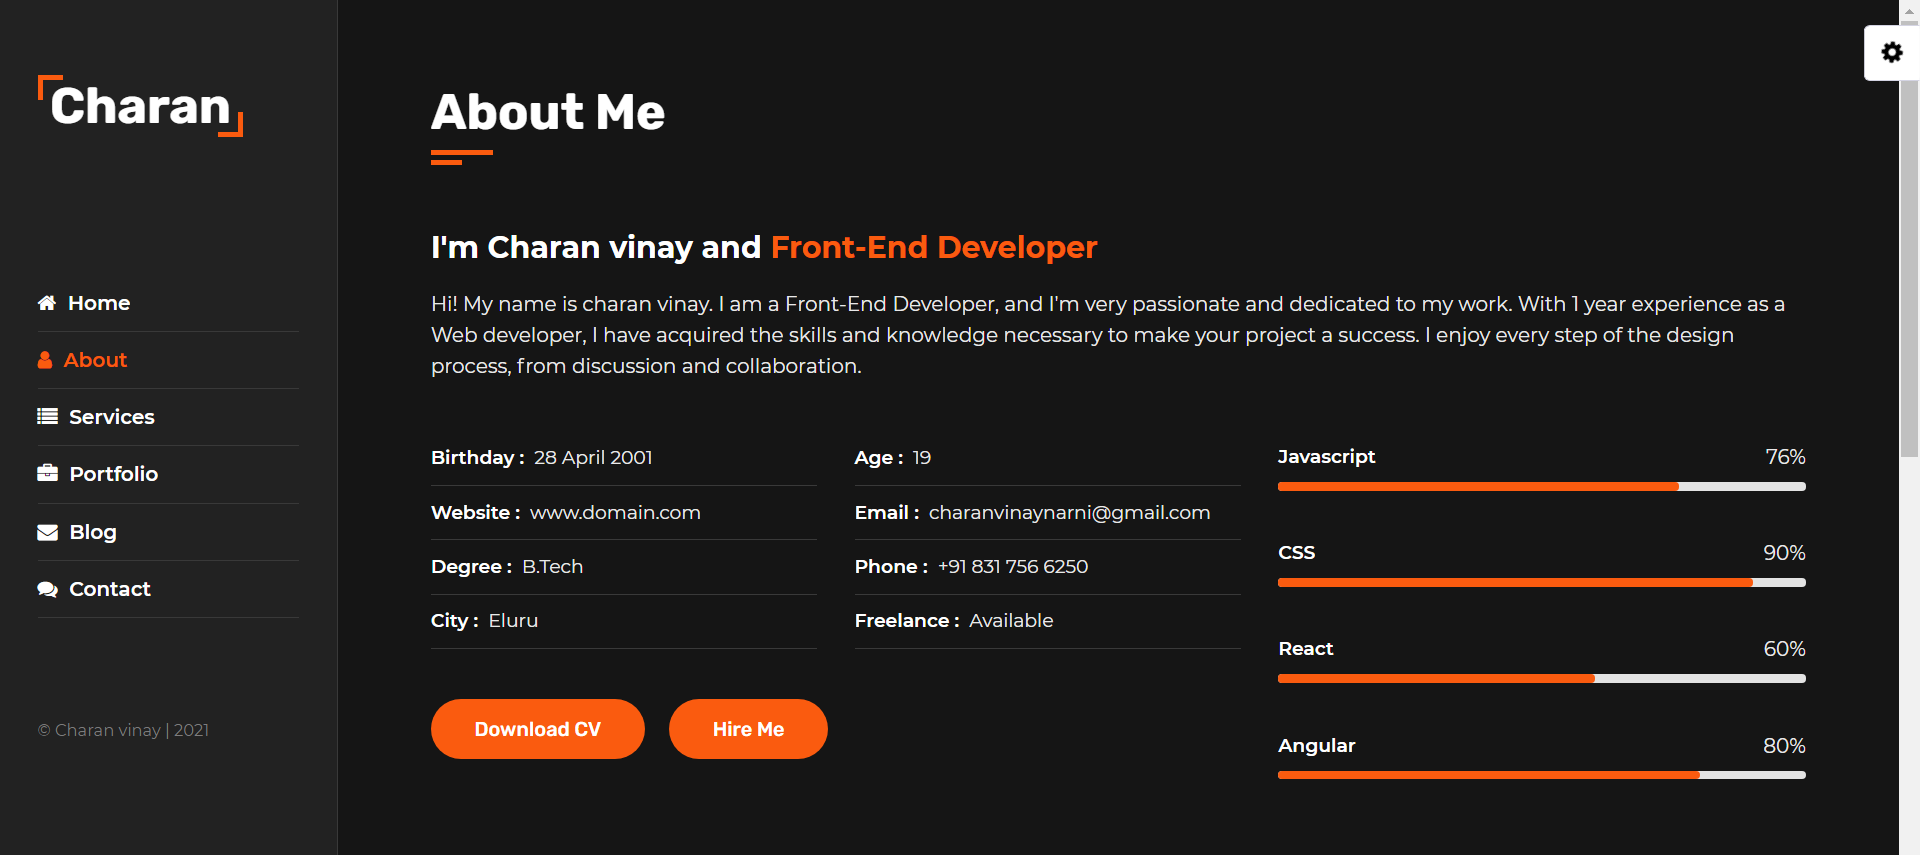 Charan
Home
About
Services
Portfolio
Blog
Contact
© Charan vinay | 2021
About Me
I'm Charan vinay and Front-End Developer
Hi! My name is charan vinay. I am a Front-End Developer, and I'm very passionate and dedicated to my work. With 1 year experience as a
Web developer, I have acquired the skills and knowledge necessary to make your project a success. I enjoy every step of the design
process, from discussion and collaboration.
Birthday : 28 April 2001
Age : 19
Website : www.domain.com
Email : charanvinaynarni@gmail.com
Degree : B.Tech
Phone : +91 831 756 6250
City : Eluru
Freelance : Available
Download CV
Hire Me
Javascript 76%
CSS 90%
React 60%
Angular 80%